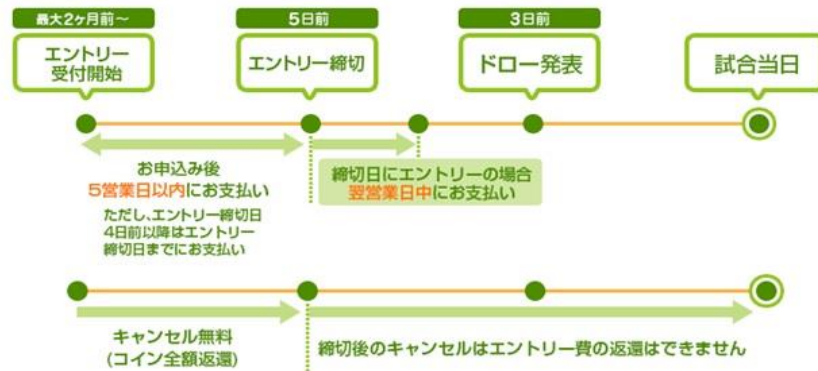 最大2ヶ月前～
5日前
3日前
エントリー
受付開始
エントリー締切
ドロー発表
試合当日
お申込み後
5営業日以内にお支払い
ただし、エントリー締切日
4日前以降はエントリー
締切日までにお支払い
締切日にエントリーの場合
翌営業日中にお支払い
キャンセル無料
(コイン全額返還)
締切後のキャンセルはエントリー費の返還はできません